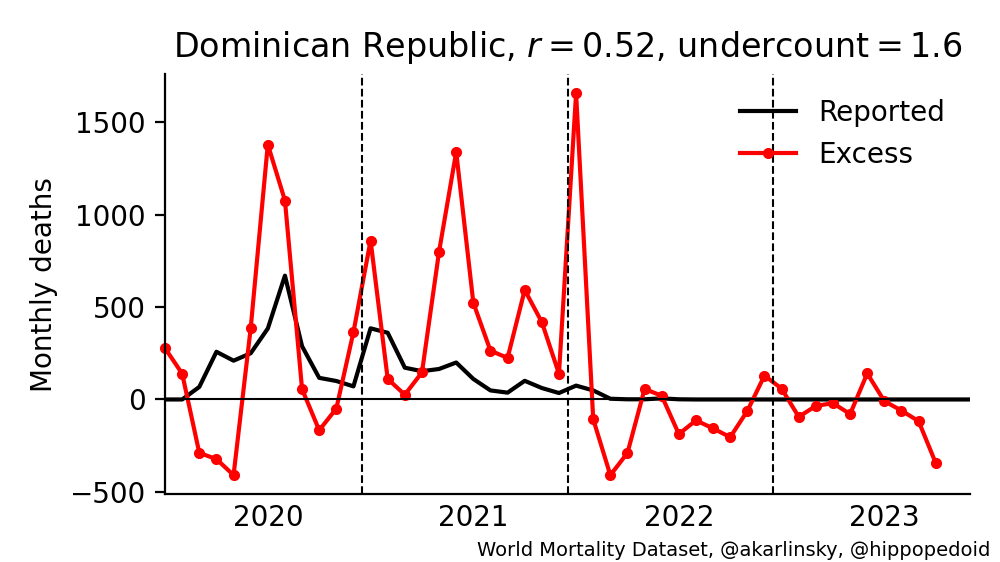 Dominican Republic, r = 0.52, undercount = 1.6
Monthly deaths
1500
1000
500
0
−500
Reported
Excess
2020 2021 2022 2023
World Mortality Dataset, @akarlinsky, @hippopedoid